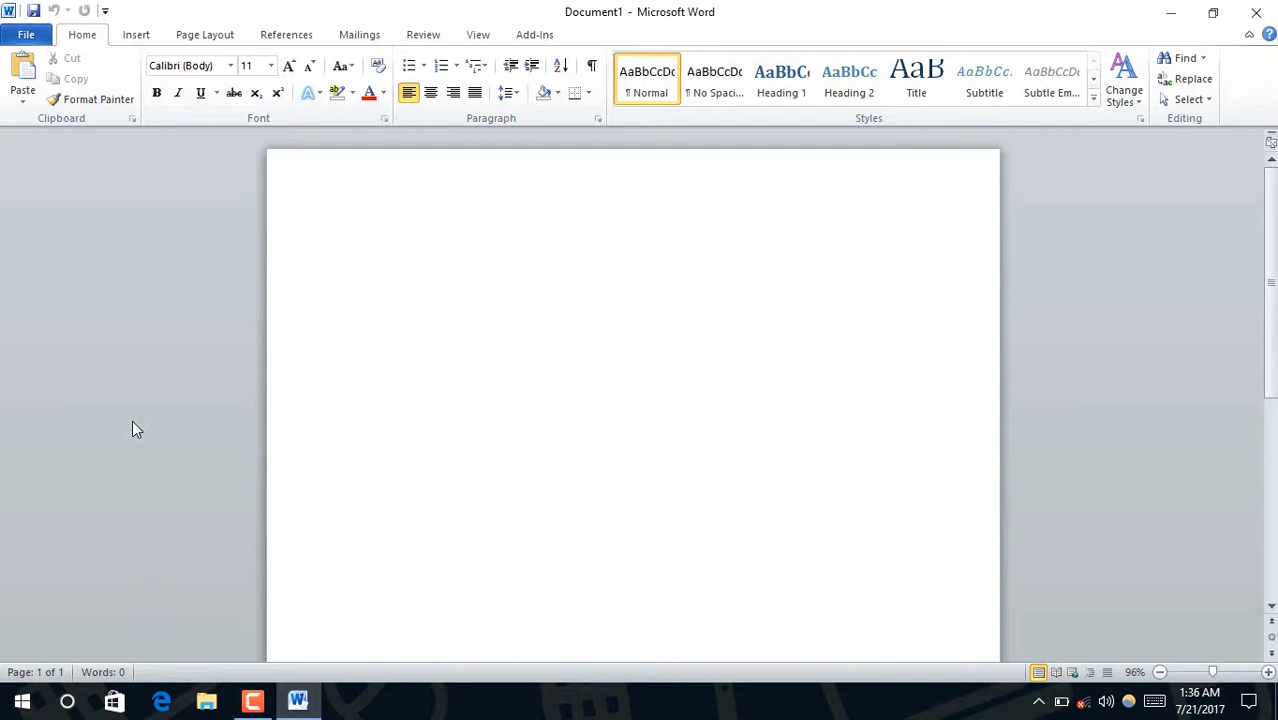 Document1 - Microsoft Word
File Home Insert Page Layout References Mailings Review View Add-Ins
Paste
Cut
Copy
Format Painter
Clipboard
Calibri (Body) 11
Font
Paragraph
AaBbCcDc
¶ Normal
AaBbCcDc
¶ No Spaci...
AaBbC
Heading 1
AaBbCc
Heading 2
AaB
Title
AaBbCc.
Subtitle
AaBbCcDc
Subtle Em...
Change
Styles
Styles
Find
Replace
Select
Editing
Page: 1 of 1 Words: 0 96%
1:36 AM
7/21/2017